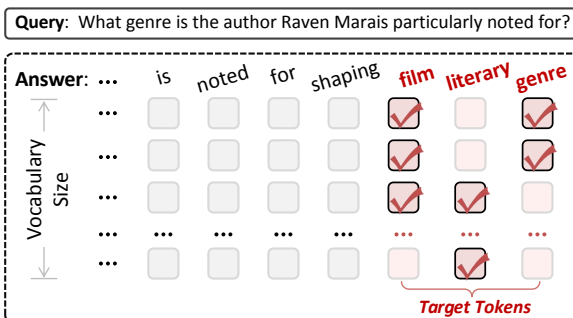 Query: What genre is the author Raven Marais particularly noted for?
Answer: ... is noted for shaping film literary genre
Vocabulary Size
...
...
...
... ... ... ... ... ... ... ...
...
Target Tokens